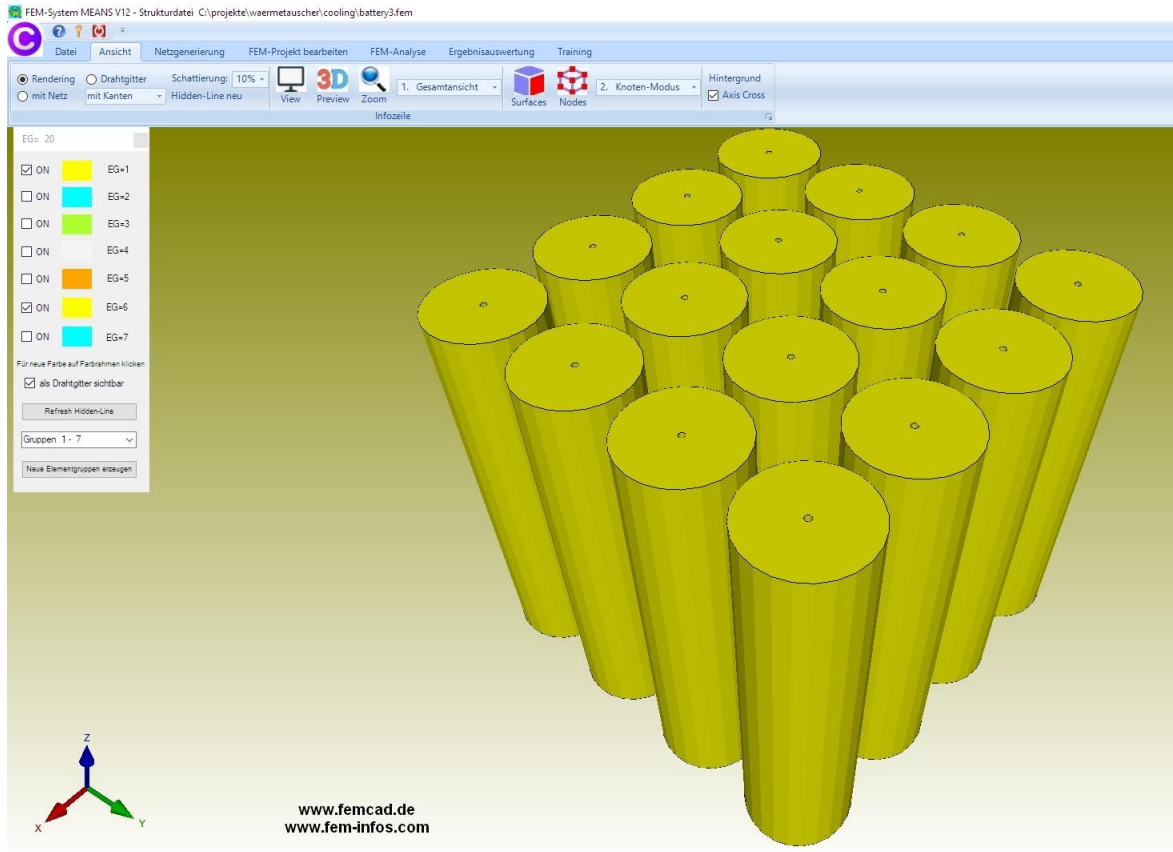 FEM-System MEANS V12 - Strukturdatei C:\projekte\waermetauscher\cooling\battery3.fem
Datei Ansicht Netzgenerierung FEM-Projekt bearbeiten FEM-Analyse Ergebnisauswertung Training
Rendering Drahtgitter Schattierung: 10% Hintergrund
mit Netz mit Kanten Hidden-Line neu View 3D Preview Zoom 1. Gesamtansicht Surfaces Nodes 2. Knoten-Modus Axis Cross
Infozeile
EG= 20
ON EG=1
ON EG=2
ON EG=3
ON EG=4
ON EG=5
ON EG=6
ON EG=7
Für neue Farbe auf Farbrahmen klicken
als Drahtgitter sichtbar
Refresh Hidden-Line
Gruppen 1 - 7
Neue Elementgruppen erzeugen
Z
X Y
www.femcad.de
www.fem-infos.com